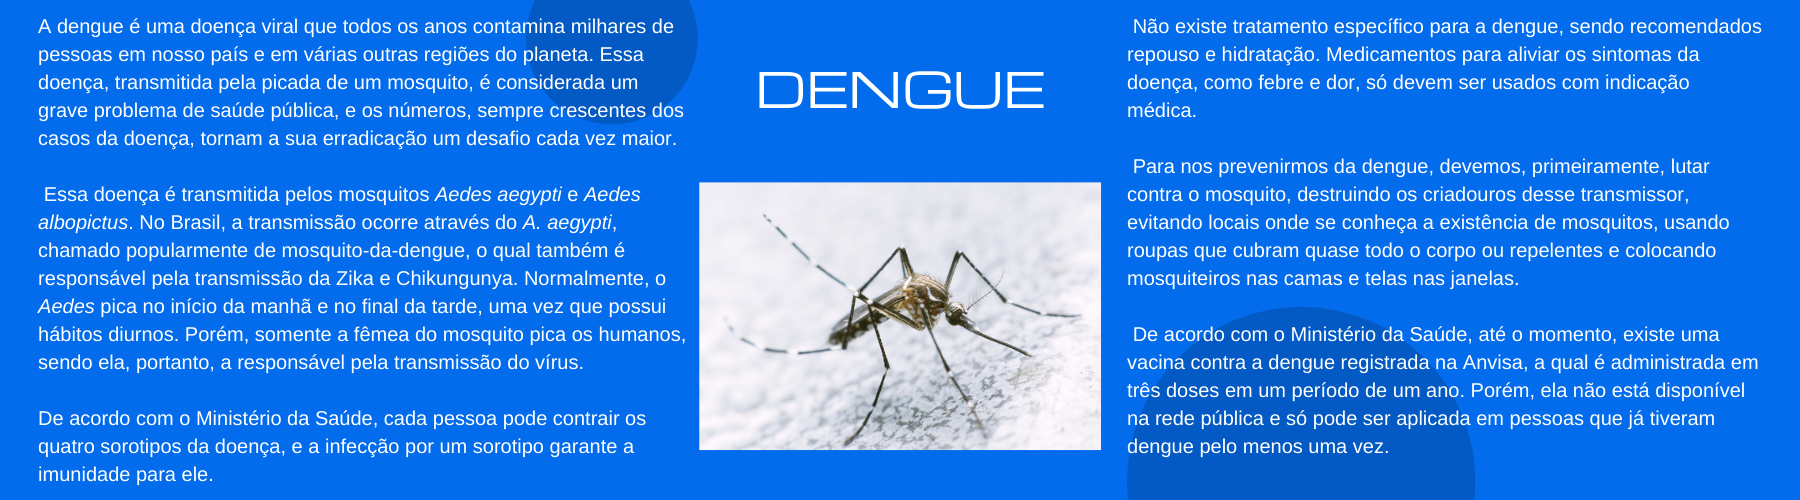 A dengue é uma doença viral que todos os anos contamina milhares de
pessoas em nosso país e em várias outras regiões do planeta. Essa
doença, transmitida pela picada de um mosquito, é considerada um
grave problema de saúde pública, e os números, sempre crescentes dos
casos da doença, tornam a sua erradicação um desafio cada vez maior.
Essa doença é transmitida pelos mosquitos Aedes aegypti e Aedes
albopictus. No Brasil, a transmissão ocorre através do A. aegypti,
chamado popularmente de mosquito-da-dengue, o qual também é
responsável pela transmissão da Zika e Chikungunya. Normalmente, o
Aedes pica no início da manhã e no final da tarde, uma vez que possui
hábitos diurnos. Porém, somente a fêmea do mosquito pica os humanos,
sendo ela, portanto, a responsável pela transmissão do vírus.
De acordo com o Ministério da Saúde, cada pessoa pode contrair os
quatro sorotipos da doença, e a infecção por um sorotipo garante a
imunidade para ele.
DENGUE
Não existe tratamento específico para a dengue, sendo recomendados
repouso e hidratação. Medicamentos para aliviar os sintomas da
doença, como febre e dor, só devem ser usados com indicação
médica.
Para nos prevenirmos da dengue, devemos, primeiramente, lutar
contra o mosquito, destruindo os criadouros desse transmissor,
evitando locais onde se conheça a existência de mosquitos, usando
roupas que cubram quase todo o corpo ou repelentes e colocando
mosquiteiros nas camas e telas nas janelas.
De acordo com o Ministério da Saúde, até o momento, existe uma
vacina contra a dengue registrada na Anvisa, a qual é administrada em
três doses em um período de um ano. Porém, ela não está disponível
na rede pública e só pode ser aplicada em pessoas que já tiveram
dengue pelo menos uma vez.